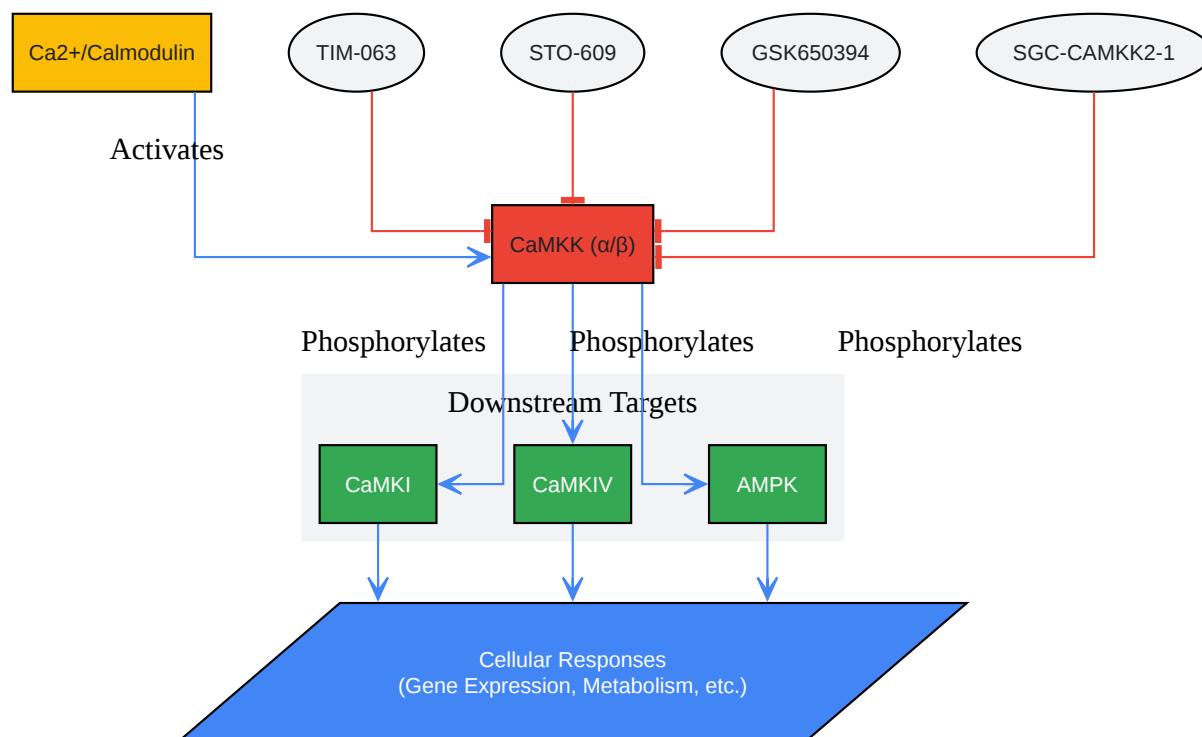 Ca2+/Calmodulin
TIM-063
STO-609
GSK650394
SGC-CAMKK2-1
Activates
CaMKK (α/β)
Phosphorylates
Phosphorylates
Phosphorylates
Downstream Targets
CaMKI
CaMKIV
AMPK
Cellular Responses
(Gene Expression, Metabolism, etc.)